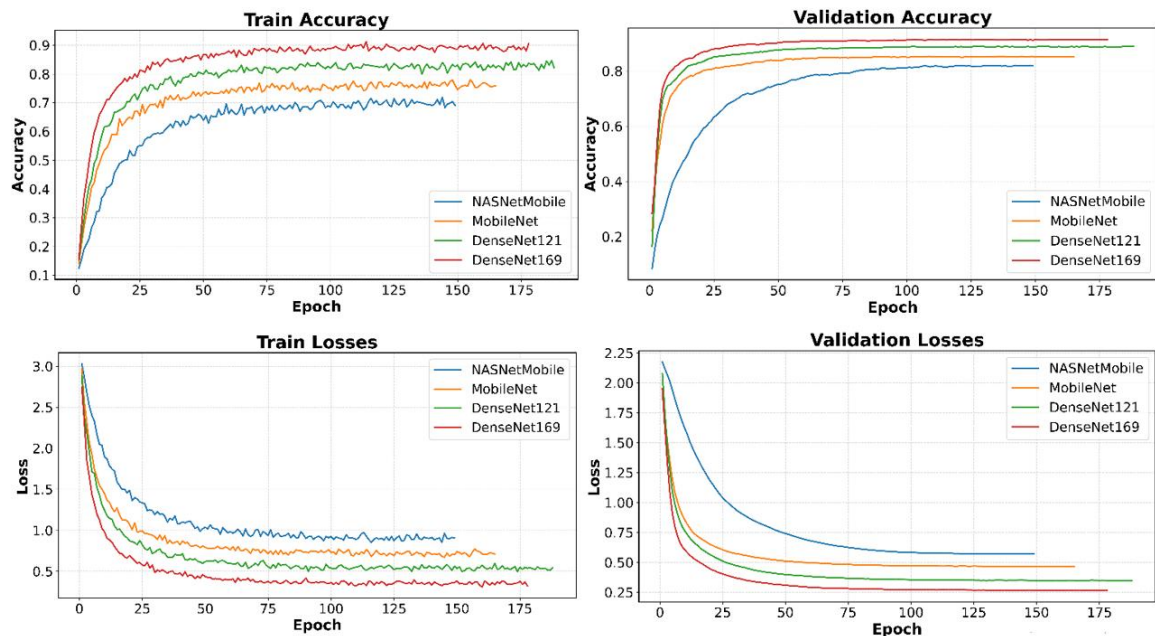 Train Accuracy
0.9
0.8
0.7
0.6
0.5
0.4
0.3
0.2
0.1
Accuracy
NASNetMobile
MobileNet
DenseNet121
DenseNet169
0 25 50 75 100 125 150 175
Epoch
Validation Accuracy
0.8
0.6
0.4
0.2
Accuracy
NASNetMobile
MobileNet
DenseNet121
DenseNet169
0 25 50 75 100 125 150 175
Epoch
Train Losses
3.0
2.5
2.0
1.5
1.0
0.5
Loss
NASNetMobile
MobileNet
DenseNet121
DenseNet169
0 25 50 75 100 125 150 175
Epoch
Validation Losses
2.25
2.00
1.75
1.50
1.25
1.00
0.75
0.50
0.25
Loss
NASNetMobile
MobileNet
DenseNet121
DenseNet169
0 25 50 75 100 125 150 175
Epoch